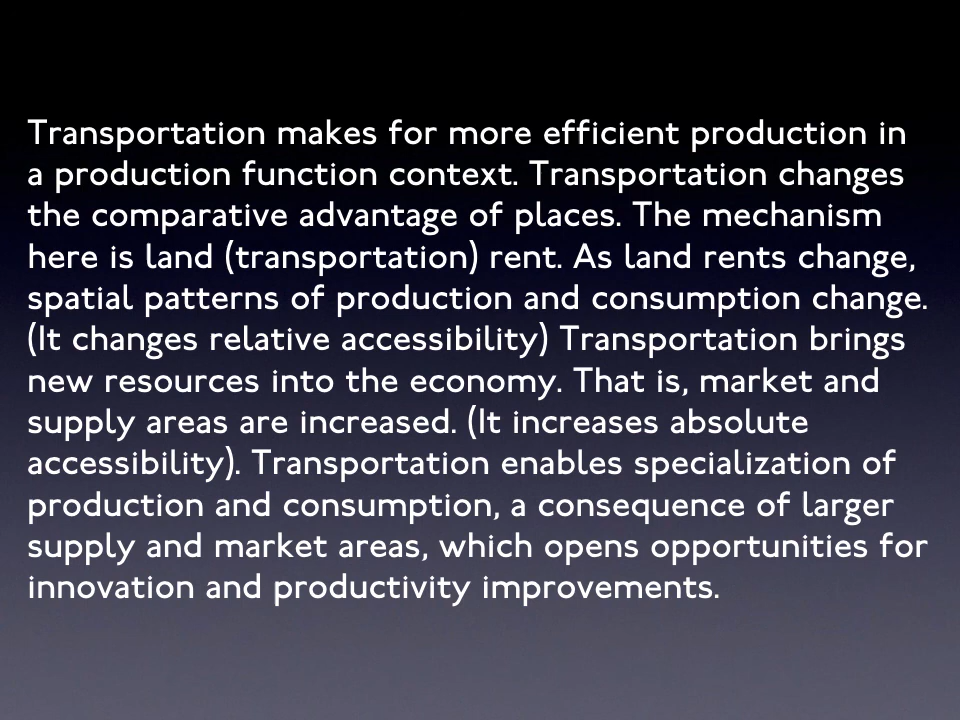 Transportation makes for more efficient production in
a production function context. Transportation changes
the comparative advantage of places. The mechanism
here is land (transportation) rent. As land rents change,
spatial patterns of production and consumption change.
(It changes relative accessibility) Transportation brings
new resources into the economy. That is, market and
supply areas are increased. (It increases absolute
accessibility). Transportation enables specialization of
production and consumption, a consequence of larger
supply and market areas, which opens opportunities for
innovation and productivity improvements.